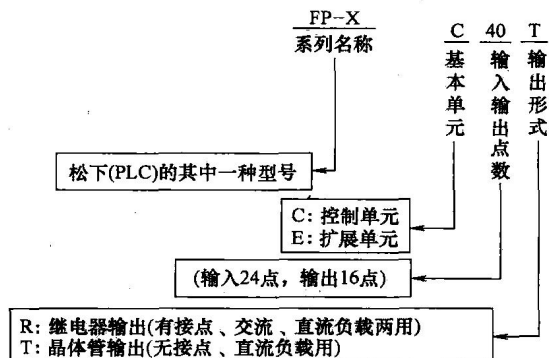 FP-X
系列名称
C 40 T
基本单元
输入输出点数
输出形式
松下(PLC)的其中一种型号
C: 控制单元
E: 扩展单元
(输入24点，输出16点)
R: 继电器输出(有接点、交流、直流负载两用)
T: 晶体管输出(无接点、直流负载用)